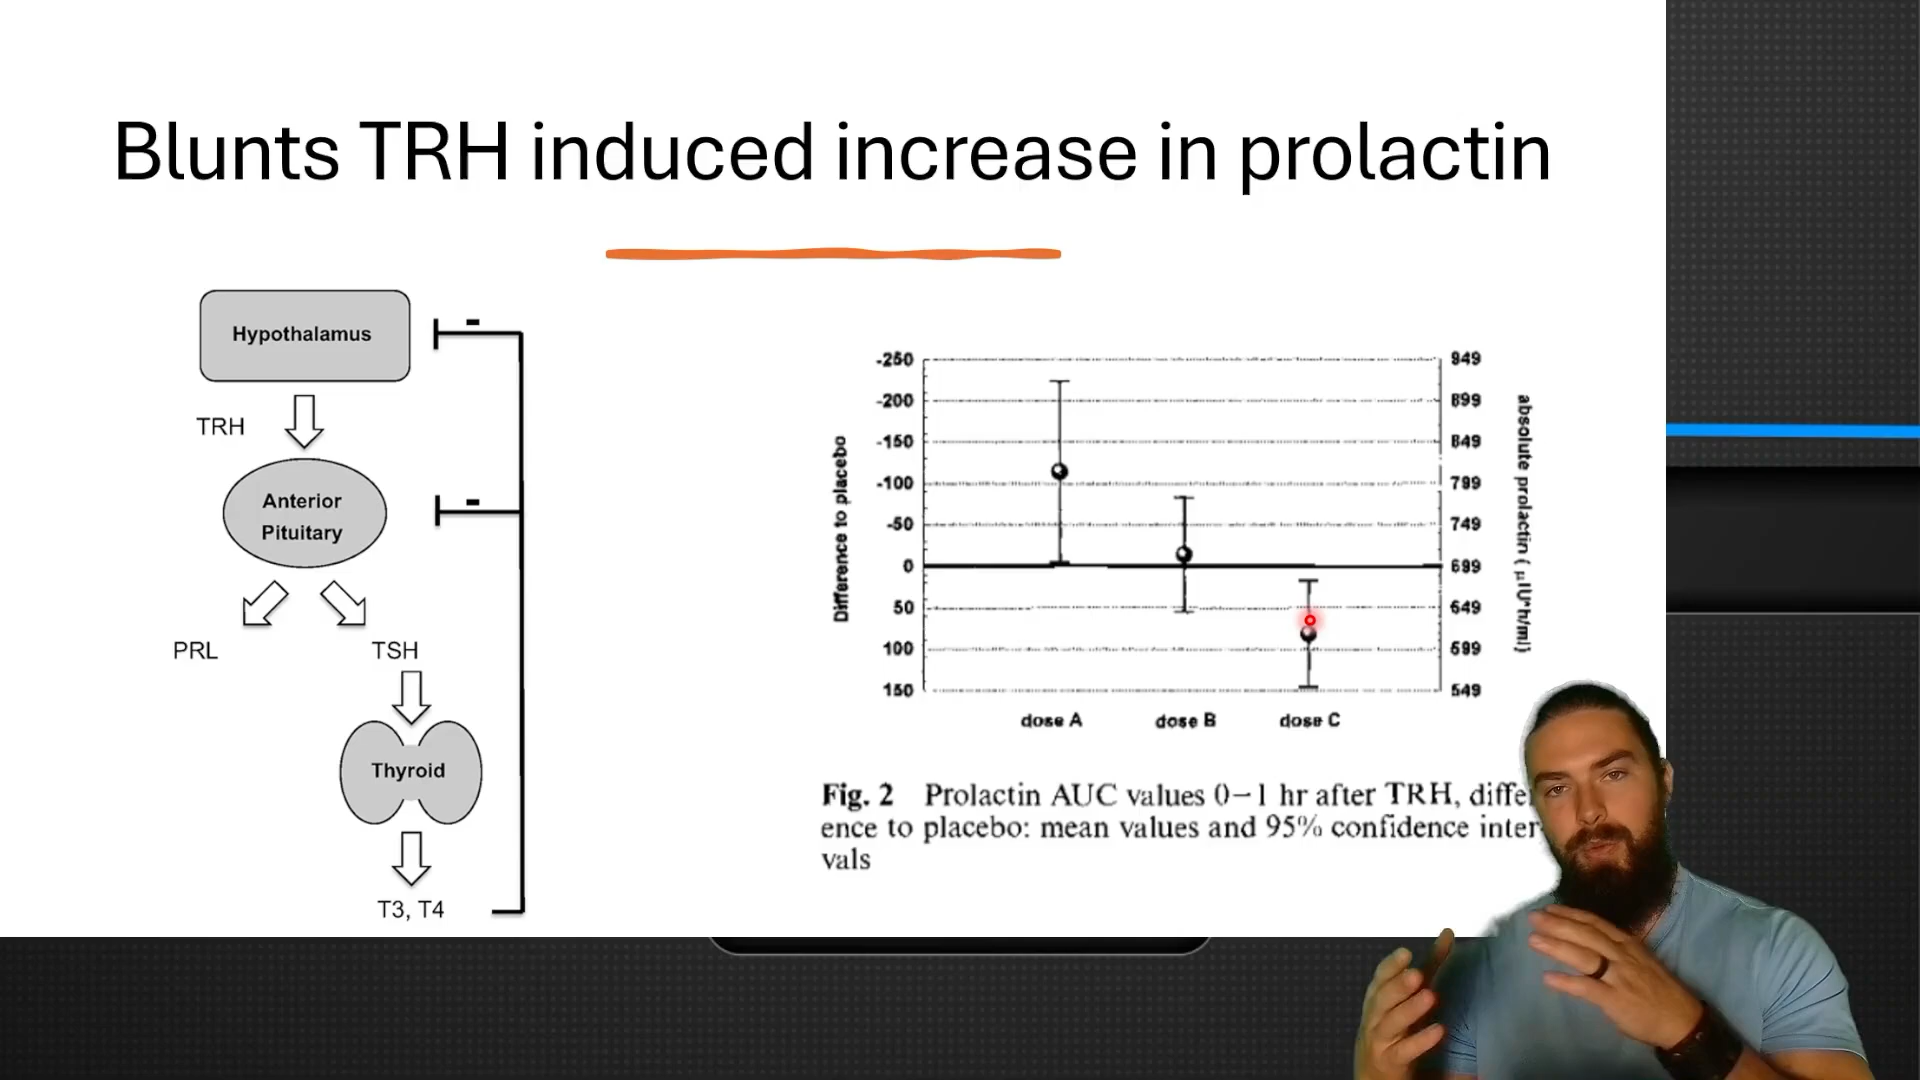 Blunts TRH induced increase in prolactin
Hypothalamus
-
TRH
Anterior
Pituitary
-
PRL
TSH
Thyroid
T3, T4
Difference to placebo
-250
-200
-150
-100
-50
0
50
100
150
949
899
849
799
749
699
649
599
549
absolute prolactin ( µIU*h/ml)
dose A
dose B
dose C
Fig. 2 Prolactin AUC values 0–1 hr after TRH, diffe
ence to placebo: mean values and 95% confidence inter
vals